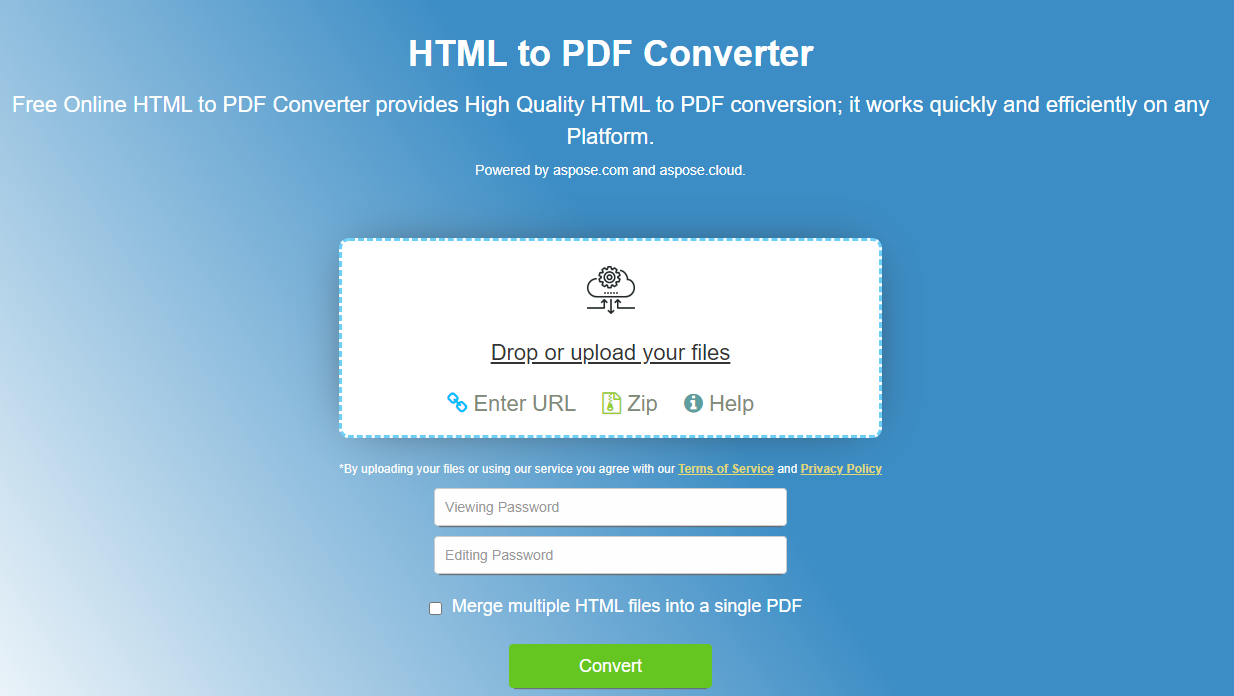 HTML to PDF Converter
Free Online HTML to PDF Converter provides High Quality HTML to PDF conversion; it works quickly and efficiently on any
Platform.
Powered by aspose.com and aspose.cloud.
Drop or upload your files
Enter URL Zip Help
*By uploading your files or using our service you agree with our Terms of Service and Privacy Policy
Viewing Password
Editing Password
Merge multiple HTML files into a single PDF
Convert